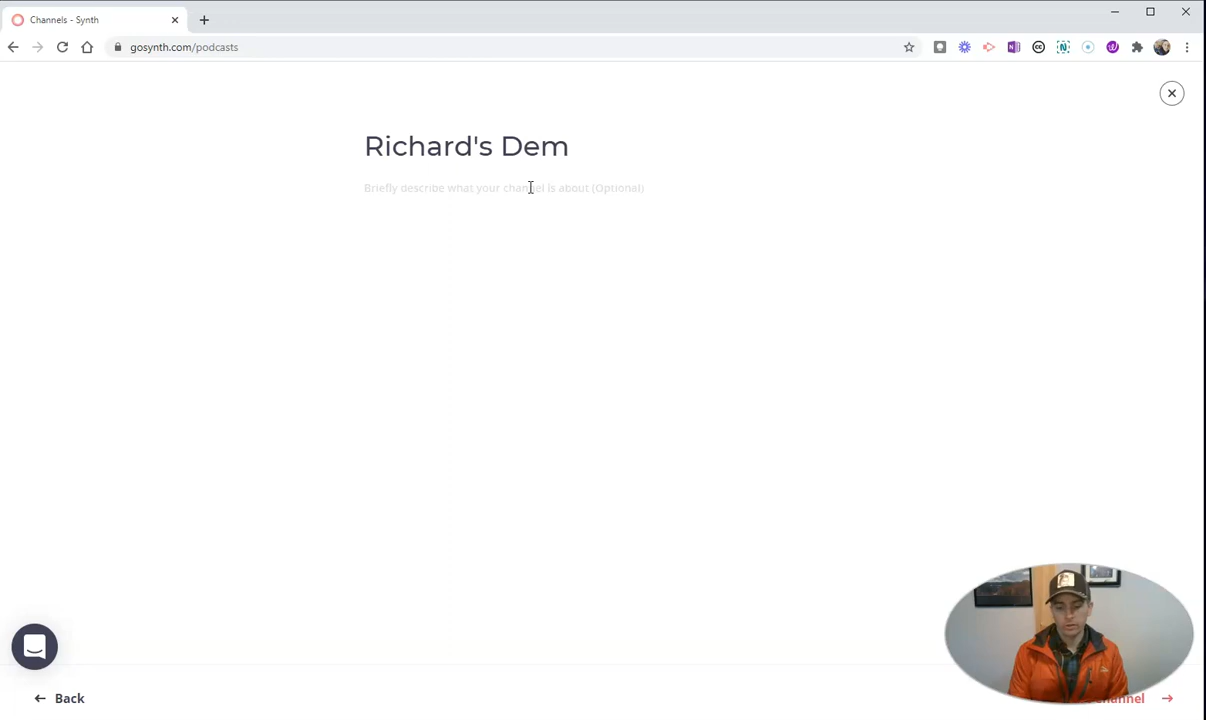 Channels - Synth
gosynth.com/podcasts
Richard's Dem
Briefly describe what your channel is about (Optional)
Back